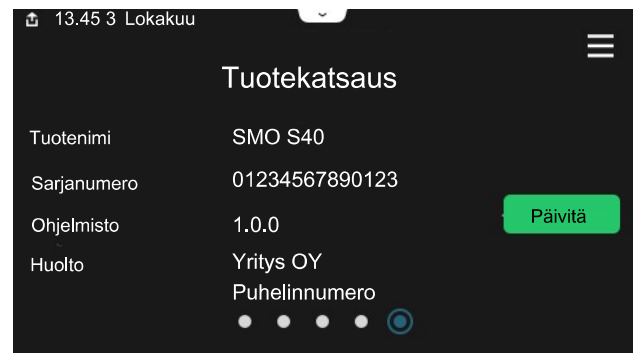 13.45 3 Lokakuu
Tuotekatsaus
Tuotenimi SMO S40
Sarjanumero 01234567890123
Ohjelmisto 1.0.0
Päivitä
Huolto Yritys OY
Puhelinnumero